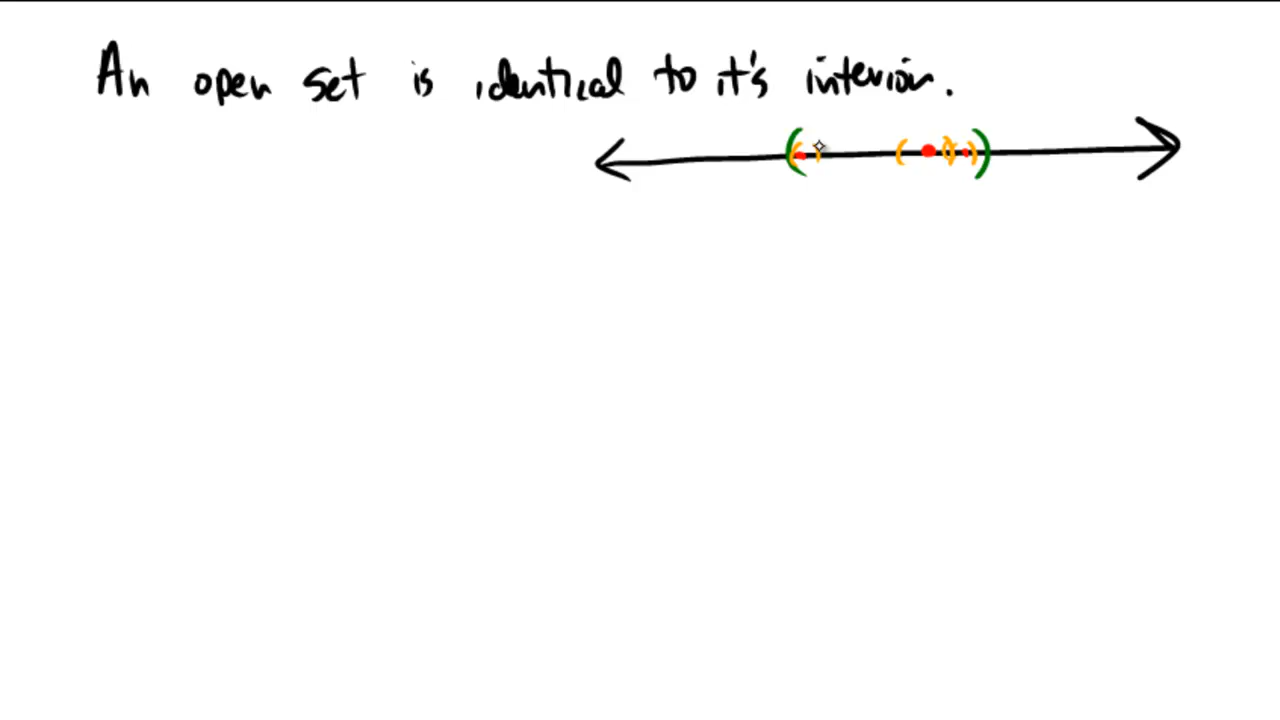 An open set is identical to it's interior.